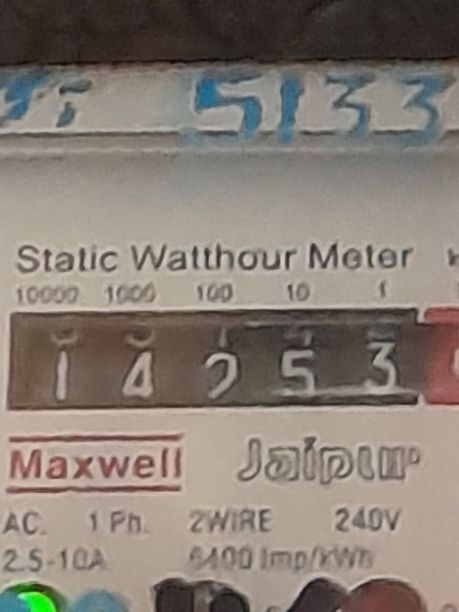 5133
Static Watthour Meter
10000 1000 100 10 1
1 4 2 5 3
Maxwell Jaipur
AC. 1 Ph. 2WIRE 240V
2.5-10A 6400 Imp/kWh